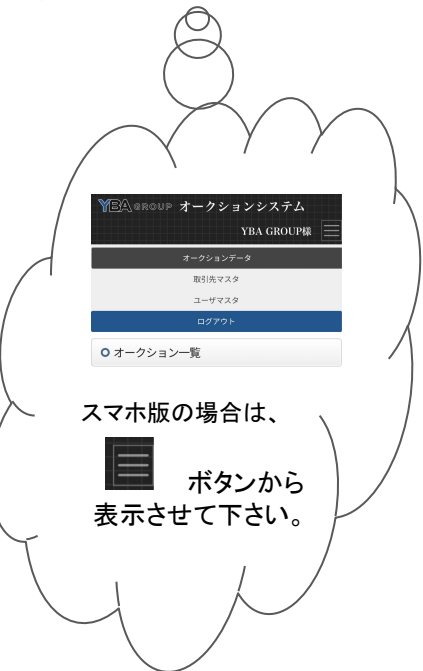 YBA GROUP オークションシステム
YBA GROUP様
オークションデータ
取引先マスタ
ユーザマスタ
ログアウト
オークション一覧
スマホ版の場合は、
ボタンから
表示させて下さい。